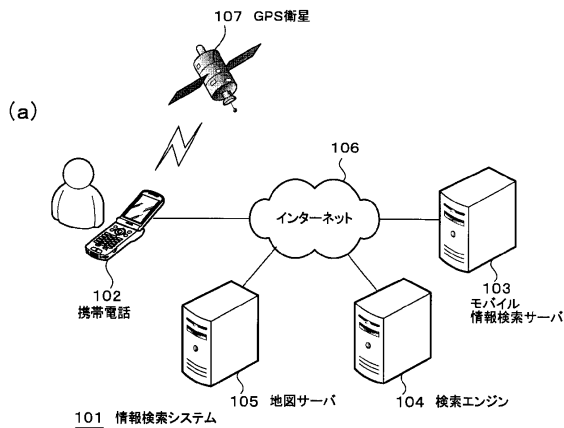 107 GPS衛星
(a)
106
インターネット
102
携帯電話
103
モバイル
情報検索サーバ
105 地図サーバ
104 検索エンジン
101 情報検索システム